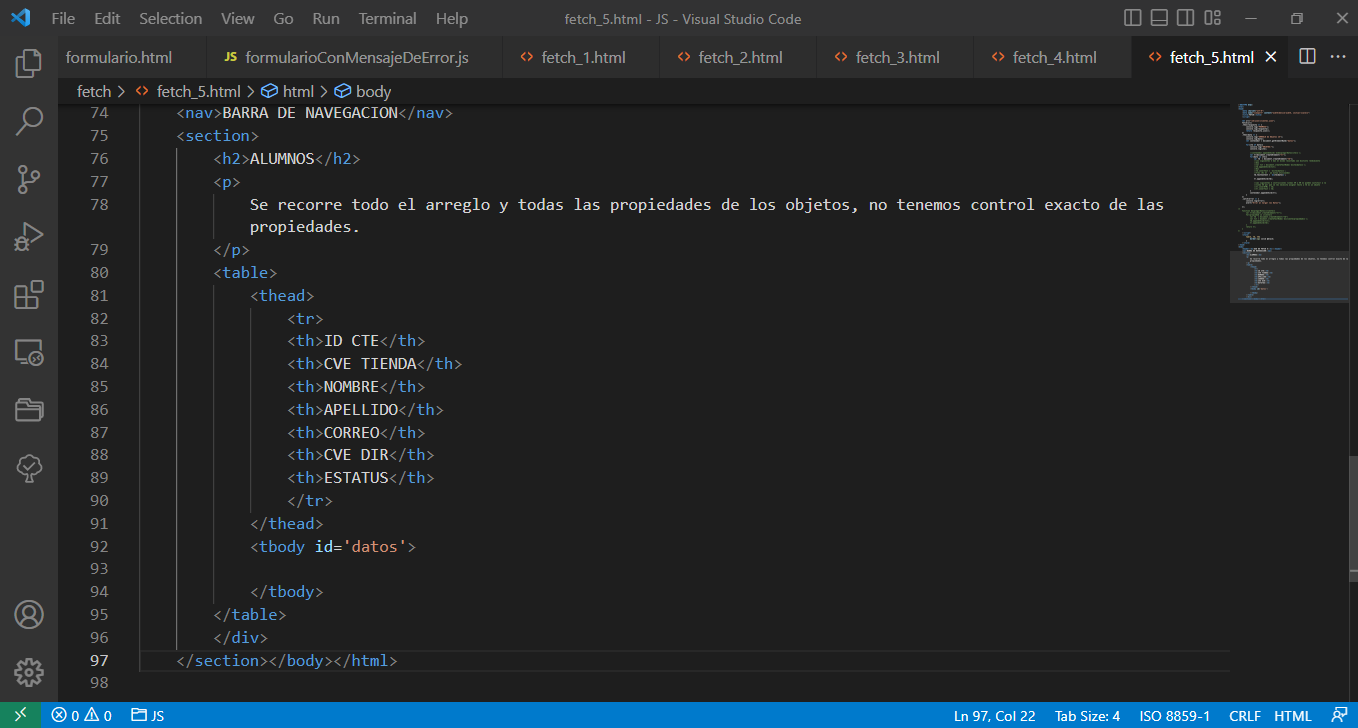 File Edit Selection View Go Run Terminal Help fetch_5.html - JS - Visual Studio Code
formulario.html JS formularioConMensajeDeError.js <> fetch_1.html <> fetch_2.html <> fetch_3.html <> fetch_4.html <> fetch_5.html
fetch > <> fetch_5.html > html > body
74 <nav>BARRA DE NAVEGACION</nav>
75 <section>
76 <h2>ALUMNOS</h2>
77 <p>
78 Se recorre todo el arreglo y todas las propiedades de los objetos, no tenemos control exacto de las
propiedades.
79 </p>
80 <table>
81 <thead>
82 <tr>
83 <th>ID CTE</th>
84 <th>CVE TIENDA</th>
85 <th>NOMBRE</th>
86 <th>APELLIDO</th>
87 <th>CORREO</th>
88 <th>CVE DIR</th>
89 <th>ESTATUS</th>
90 </tr>
91 </thead>
92 <tbody id='datos'>
93
94 </tbody>
95 </table>
96 </div>
97 </section></body></html>
98
0 0 JS Ln 97, Col 22 Tab Size: 4 ISO 8859-1 CRLF HTML